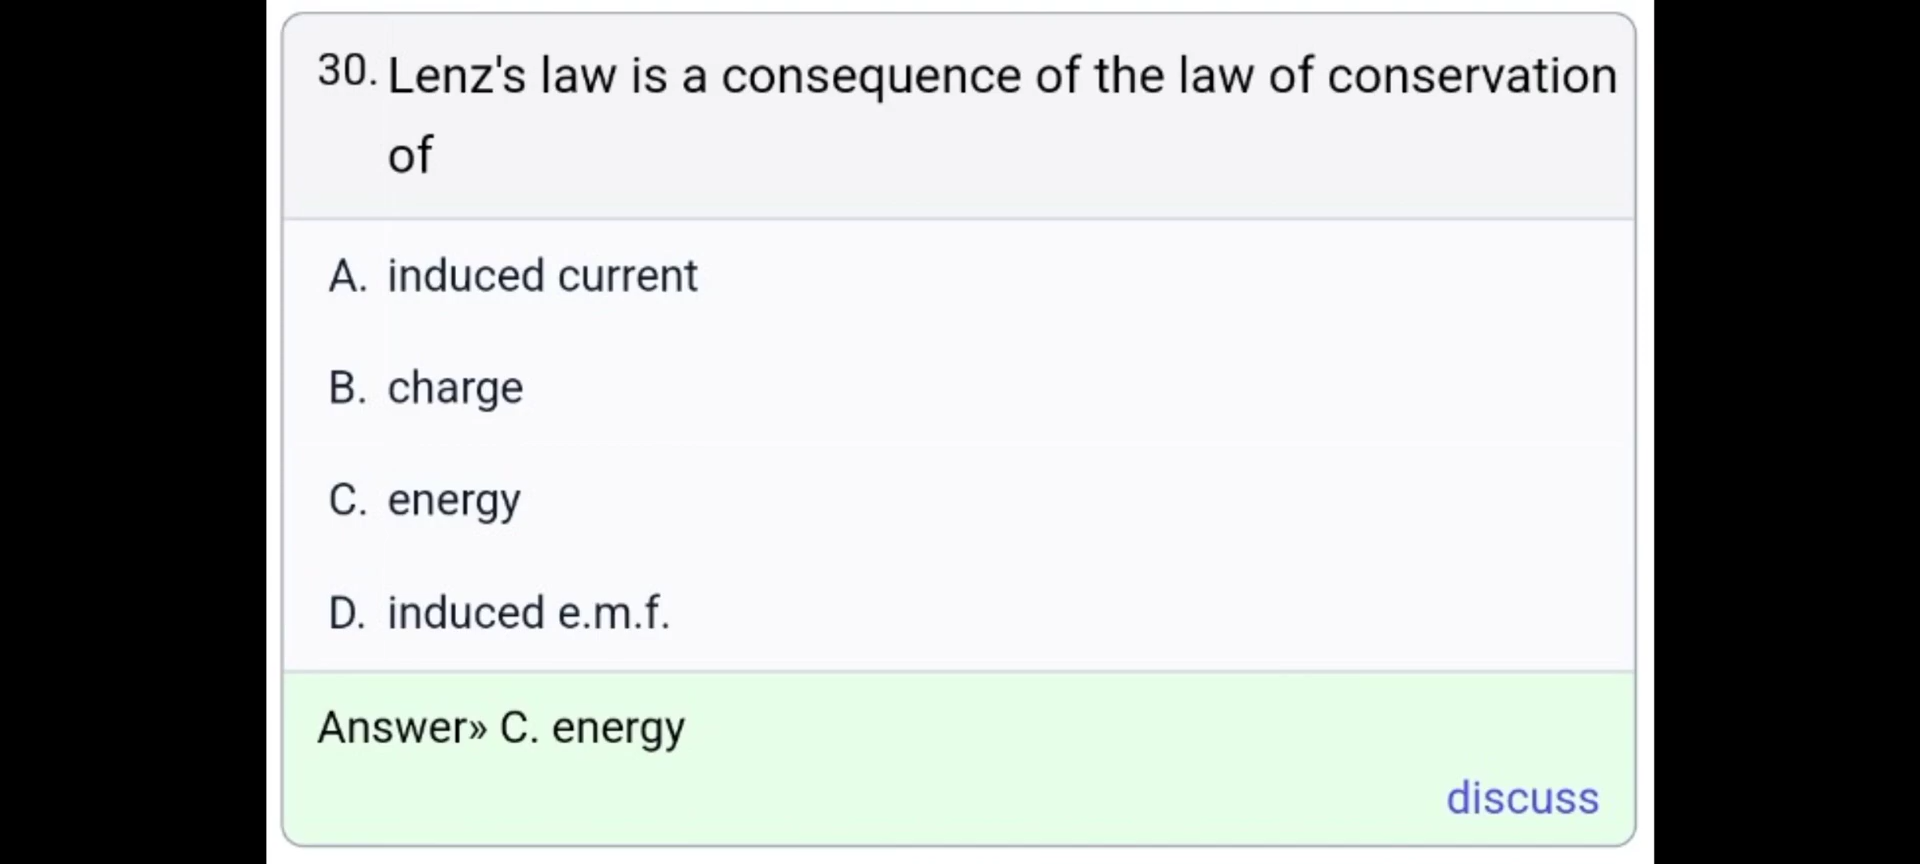 30. Lenz's law is a consequence of the law of conservation
of
A. induced current
B. charge
C. energy
D. induced e.m.f.
Answer» C. energy
discuss